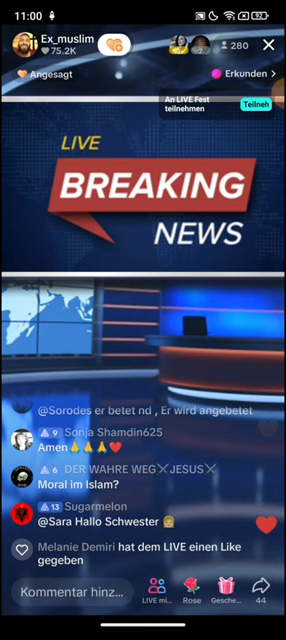 11:00
92
Ex_muslim
75.2K
280
Angesagt
Erkunden >
An LIVE Fest
teilnehmen
Teilneh
LIVE
BREAKING
NEWS
@Sorodes er betet nd , Er wird angebetet
9 Sonja Shamdin625
Amen🙏🙏🙏❤️
6 DER WAHRE WEG⚔JESUS⚔
Moral im Islam?
13 Sugarmelon
@Sara Hallo Schwester 👩🏼
Melanie Demiri hat dem LIVE einen Like
gegeben
Kommentar hinz...
LIVE mi...
Rose
Gesche...
44